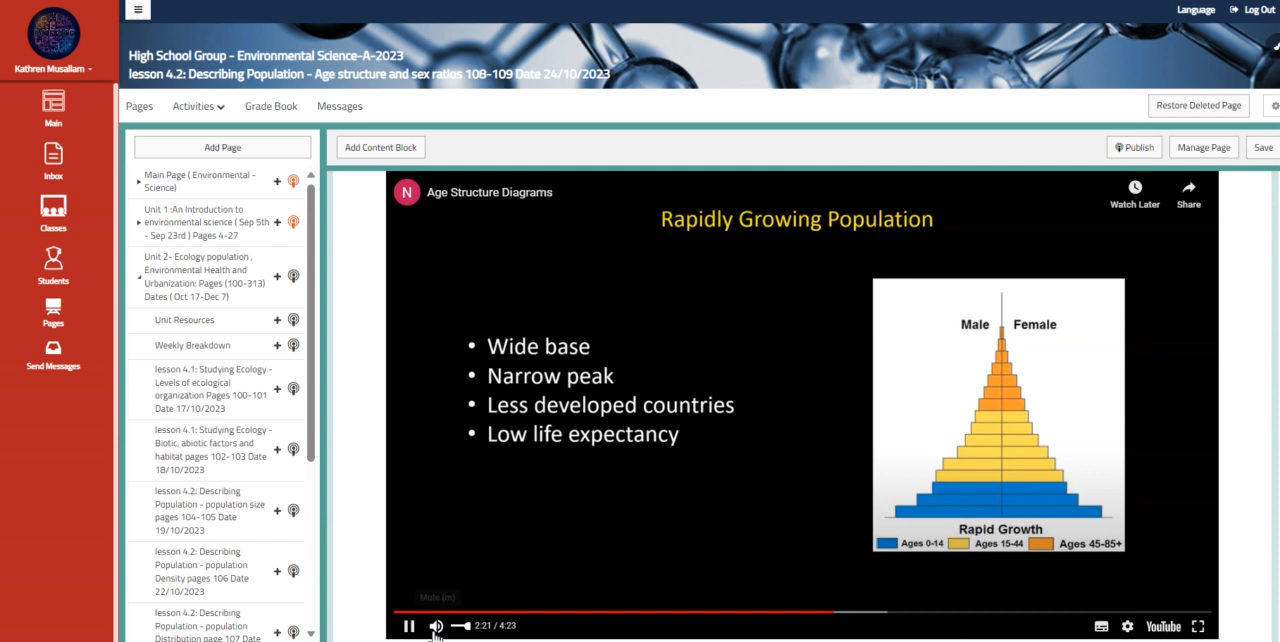 Language
Log Out
Kathren Musallam
High School Group - Environmental Science-A-2023
lesson 4.2: Describing Population - Age structure and sex ratios 108-109 Date 24/10/2023
Pages
Activities
Grade Book
Messages
Restore Deleted Page
Main
Inbox
Classes
Students
Pages
Send Messages
Add Page
Main Page ( Environmental -
Science)
Unit 1 :An Introduction to
environmental science ( Sep 5th
- Sep 23rd ) Pages 4-27
Unit 2- Ecology population ,
Environmental Health and
Urbanization: Pages (100-313)
Dates ( Oct 17-Dec 7)
Unit Resources
Weekly Breakdown
lesson 4.1: Studying Ecology -
Levels of ecological
organization Pages 100-101
Date 17/10/2023
lesson 4.1: Studying Ecology -
Biotic, abiotic factors and
habitat pages 102-103 Date
18/10/2023
lesson 4.2: Describing
Population - population size
pages 104-105 Date
19/10/2023
lesson 4.2: Describing
Population - population
Density pages 106 Date
22/10/2023
lesson 4.2: Describing
Population - population
Distribution page 107 Date
Add Content Block
Publish
Manage Page
Save
N
Age Structure Diagrams
Watch Later
Share
Rapidly Growing Population
• Wide base
• Narrow peak
• Less developed countries
• Low life expectancy
Male
Female
Rapid Growth
Ages 0-14
Ages 15-44
Ages 45-85+
Mute (m)
2:21 / 4:23
YouTube